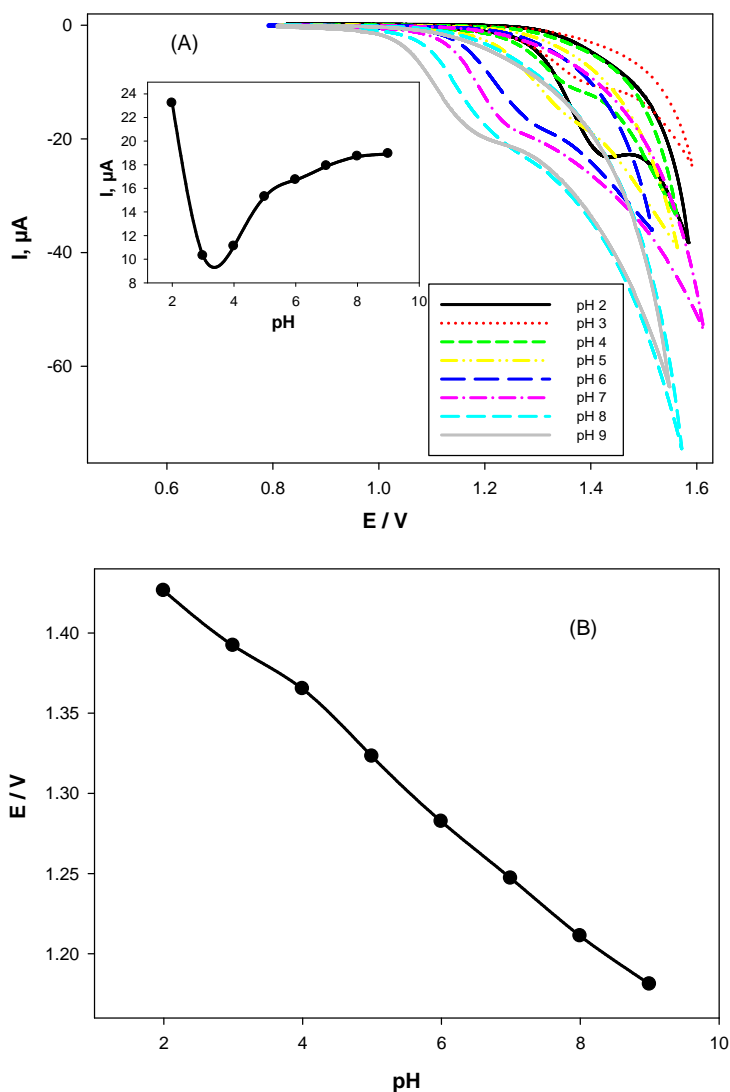 (A)
I, µA
0
-20
-40
-60
0.6 0.8 1.0 1.2 1.4 1.6
E / V
I, µA
24
22
20
18
16
14
12
10
8
2 4 6 8 10
pH
pH 2
pH 3
pH 4
pH 5
pH 6
pH 7
pH 8
pH 9
(B)
E / V
1.40
1.35
1.30
1.25
1.20
2 4 6 8 10
pH